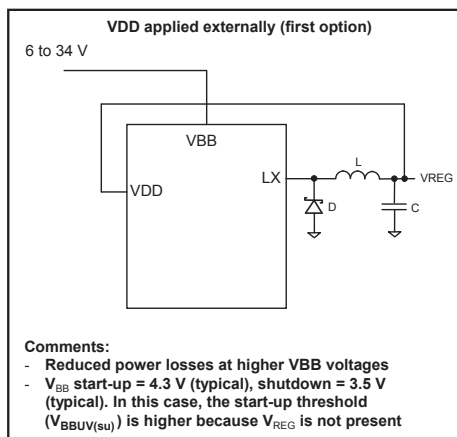 VDD applied externally (first option)
6 to 34 V
VBB
VDD
LX
L
VREG
D
C
Comments:
- Reduced power losses at higher VBB voltages
- VBB start-up = 4.3 V (typical), shutdown = 3.5 V
(typical). In this case, the start-up threshold
(VBBUV(su)) is higher because VREG is not present